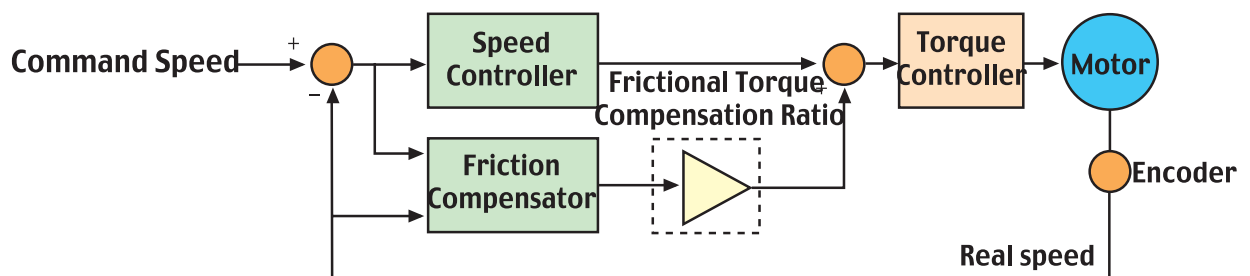 Command Speed
+
−
Speed
Controller
Frictional Torque
Compensation Ratio
+
Torque
Controller
Motor
Friction
Compensator
Encoder
Real speed